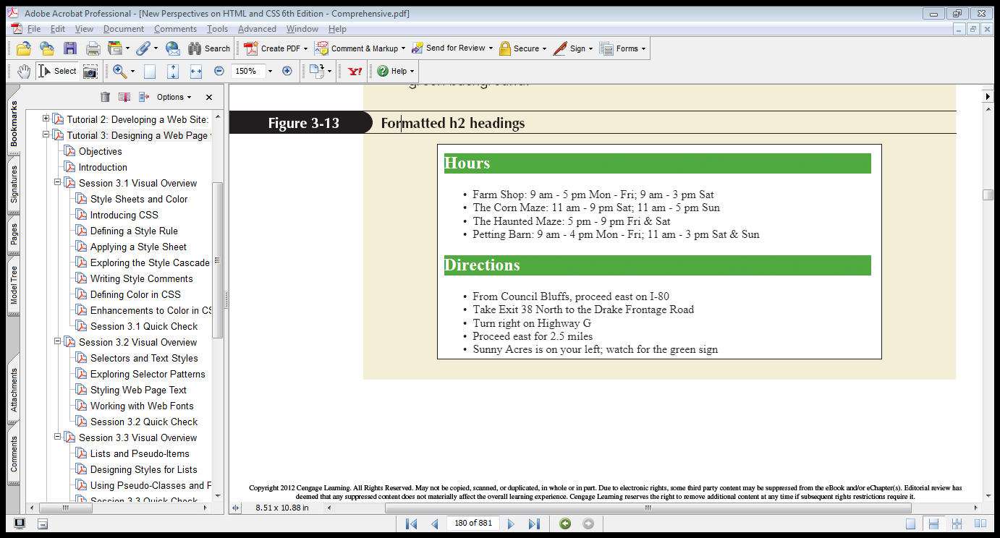 Adobe Acrobat Professional - [New Perspectives on HTML and CSS 6th Edition - Comprehensive.pdf]
File Edit View Document Comments Tools Advanced Window Help
Search Create PDF Comment & Markup Send for Review Secure Sign Forms
Select 150% Y! Help
Options
Bookmarks
Signatures
Pages
Model Tree
Attachments
Comments
Tutorial 2: Developing a Web Site:
Tutorial 3: Designing a Web Page
Objectives
Introduction
Session 3.1 Visual Overview
Style Sheets and Color
Introducing CSS
Defining a Style Rule
Applying a Style Sheet
Exploring the Style Cascade
Writing Style Comments
Defining Color in CSS
Enhancements to Color in CS
Session 3.1 Quick Check
Session 3.2 Visual Overview
Selectors and Text Styles
Exploring Selector Patterns
Styling Web Page Text
Working with Web Fonts
Session 3.2 Quick Check
Session 3.3 Visual Overview
Lists and Pseudo-Items
Designing Styles for Lists
Using Pseudo-Classes and P
Session 3.3 Quick Check
green background.
Figure 3-13 Formatted h2 headings
Hours
• Farm Shop: 9 am - 5 pm Mon - Fri; 9 am - 3 pm Sat
• The Corn Maze: 11 am - 9 pm Sat; 11 am - 5 pm Sun
• The Haunted Maze: 5 pm - 9 pm Fri & Sat
• Petting Barn: 9 am - 4 pm Mon - Fri; 11 am - 3 pm Sat & Sun
Directions
• From Council Bluffs, proceed east on I-80
• Take Exit 38 North to the Drake Frontage Road
• Turn right on Highway G
• Proceed east for 2.5 miles
• Sunny Acres is on your left; watch for the green sign
Copyright 2012 Cengage Learning. All Rights Reserved. May not be copied, scanned, or duplicated, in whole or in part. Due to electronic rights, some third party content may be suppressed from the eBook and/or eChapter(s). Editorial review has
deemed that any suppressed content does not materially affect the overall learning experience. Cengage Learning reserves the right to remove additional content at any time if subsequent rights restrictions require it.
8.51 x 10.88 in
180 of 881